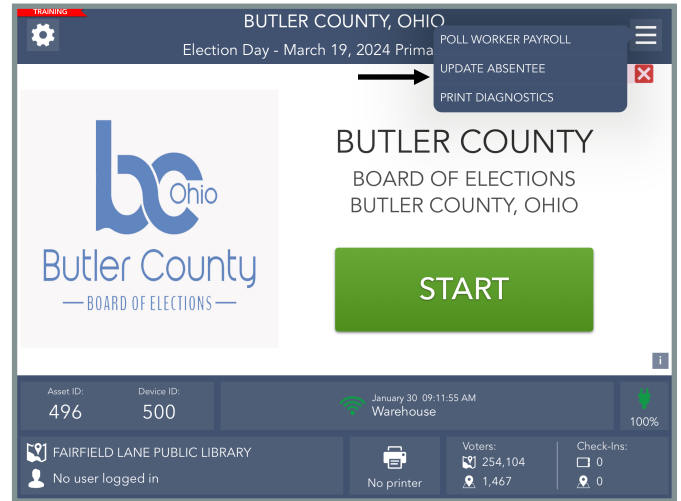 TRAINING
BUTLER COUNTY, OHIO
Election Day - March 19, 2024 Prima
POLL WORKER PAYROLL
UPDATE ABSENTEE
PRINT DIAGNOSTICS
bc Ohio
Butler County
BOARD OF ELECTIONS
BUTLER COUNTY
BOARD OF ELECTIONS
BUTLER COUNTY, OHIO
START
i
Asset ID:
496
Device ID:
500
January 30 09:11:55 AM
Warehouse
100%
FAIRFIELD LANE PUBLIC LIBRARY
No user logged in
No printer
Voters:
254,104
1,467
Check-Ins:
0
0